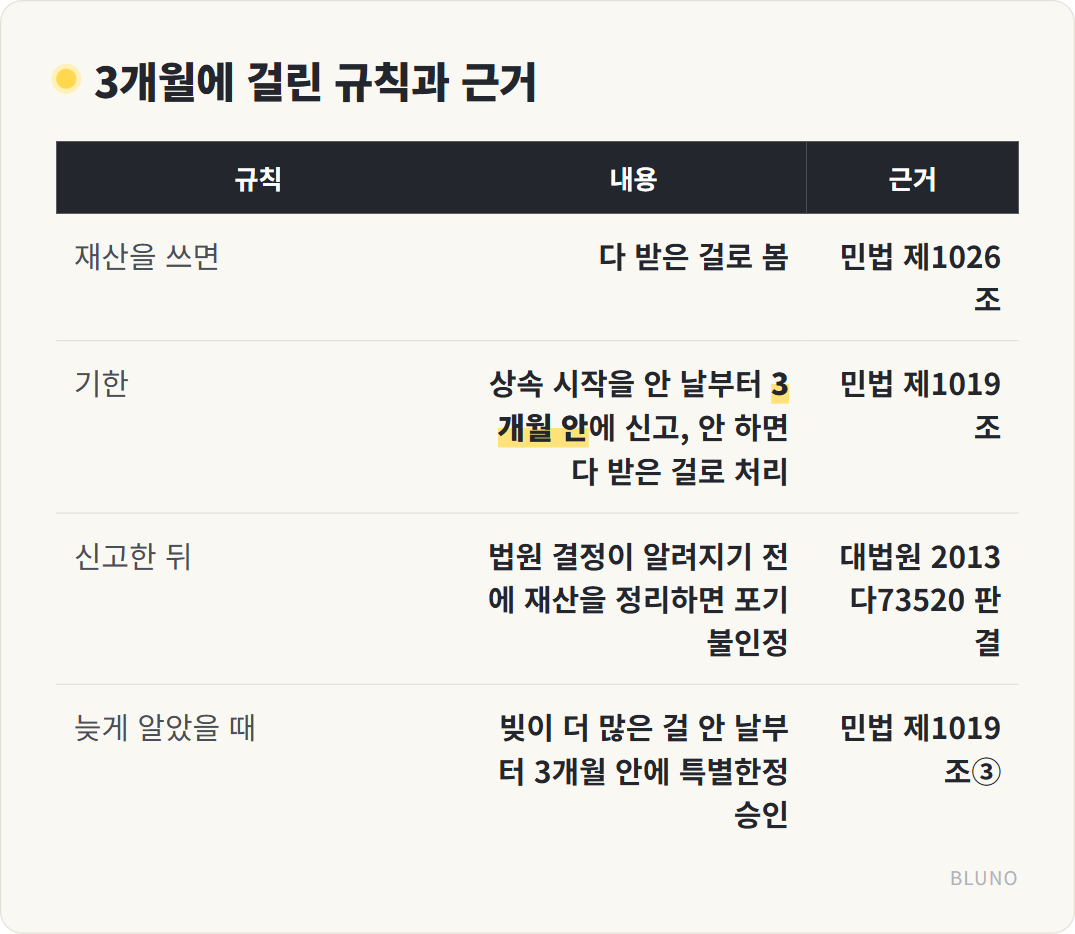 3개월에 걸린 규칙과 근거
규칙 내용 근거
재산을 쓰면 다 받은 걸로 봄 민법 제1026
조
기한 상속 시작을 안 날부터 3 민법 제1019
개월 안에 신고, 안 하면 조
다 받은 걸로 처리
신고한 뒤 법원 결정이 알려지기 전 대법원 2013
에 재산을 정리하면 포기 다73520 판
불인정 결
늦게 알았을 때 빚이 더 많은 걸 안 날부 민법 제1019
터 3개월 안에 특별한정 조③
승인
BLUNO